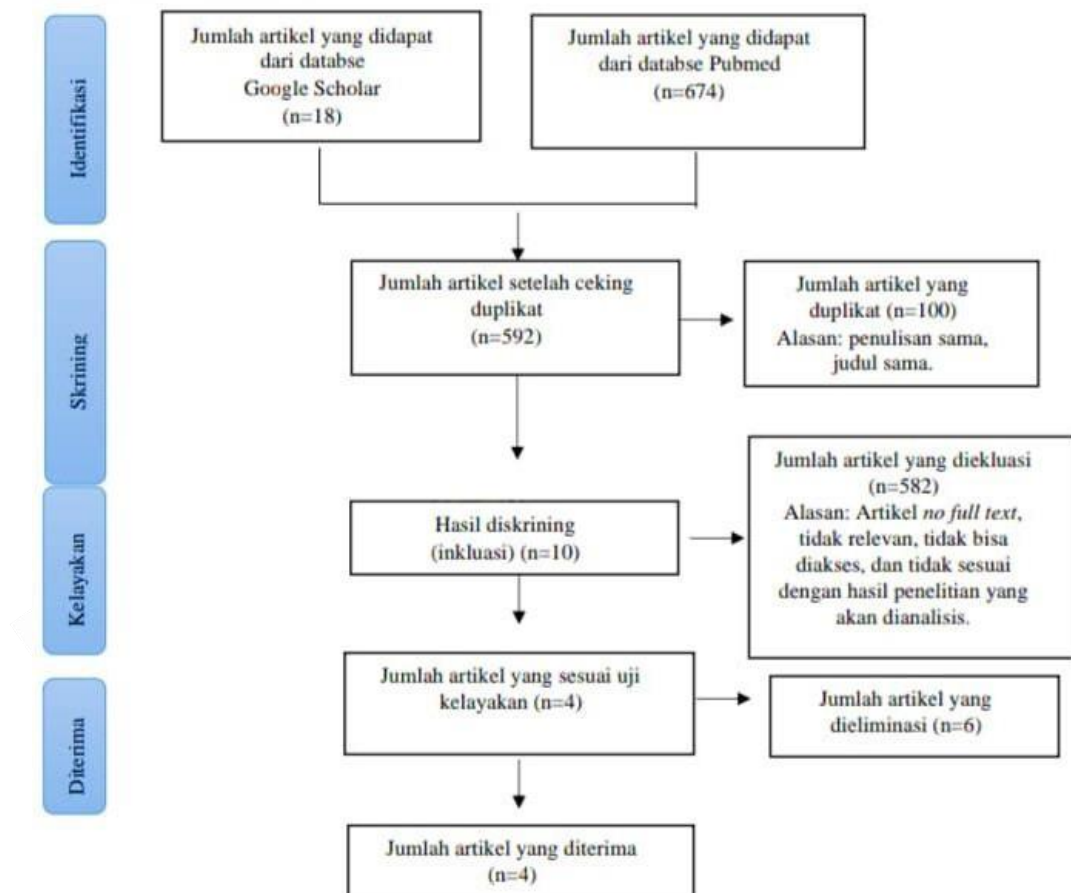 Identifikasi
Jumlah artikel yang didapat
dari databse
Google Scholar
(n=18)
Jumlah artikel yang didapat
dari databse Pubmed
(n=674)
Skrining
Jumlah artikel setelah ceking
duplikat
(n=592)
Jumlah artikel yang
duplikat (n=100)
Alasan: penulisan sama,
judul sama.
Kelayakan
Hasil diskrining
(inkluasi) (n=10)
Jumlah artikel yang diekluasi
(n=582)
Alasan: Artikel no full text,
tidak relevan, tidak bisa
diakses, dan tidak sesuai
dengan hasil penelitian yang
akan dianalisis.
Diterima
Jumlah artikel yang sesuai uji
kelayakan (n=4)
Jumlah artikel yang
dieliminasi (n=6)
Jumlah artikel yang diterima
(n=4)